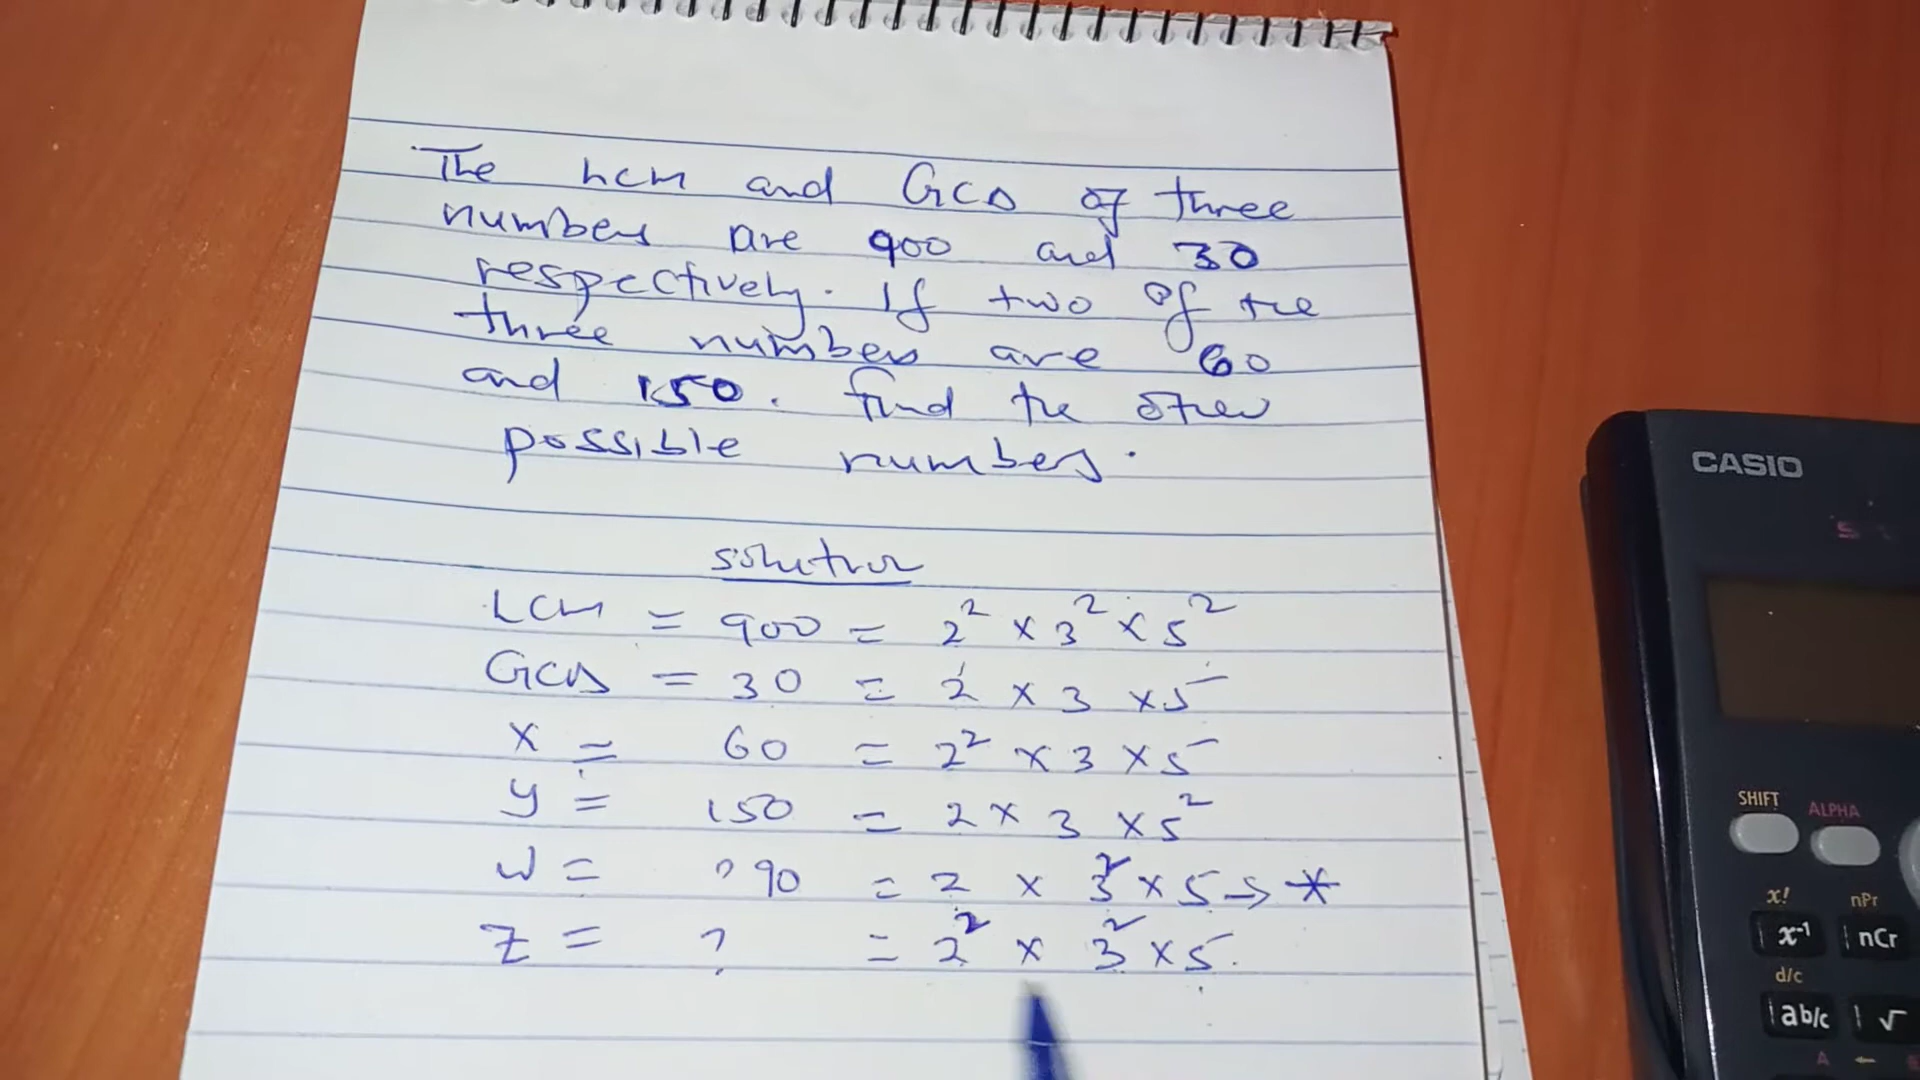 The LCM and GCD of three
numbers are 900 and 30
respectively. If two of the
three numbers are 60
and 150. find the other
possible numbers.
solution
LCM = 900 = 2² × 3² × 5²
GCD = 30 = 2 × 3 × 5
x = 60 = 2² × 3 × 5
y = 150 = 2 × 3 × 5²
W = ? 90 = 2 × 3² × 5 → *
Z = ? = 2² × 3² × 5.
CASIO
SHIFT ALPHA
x! nPr
x⁻¹ nCr
d/c
ab/c √
A